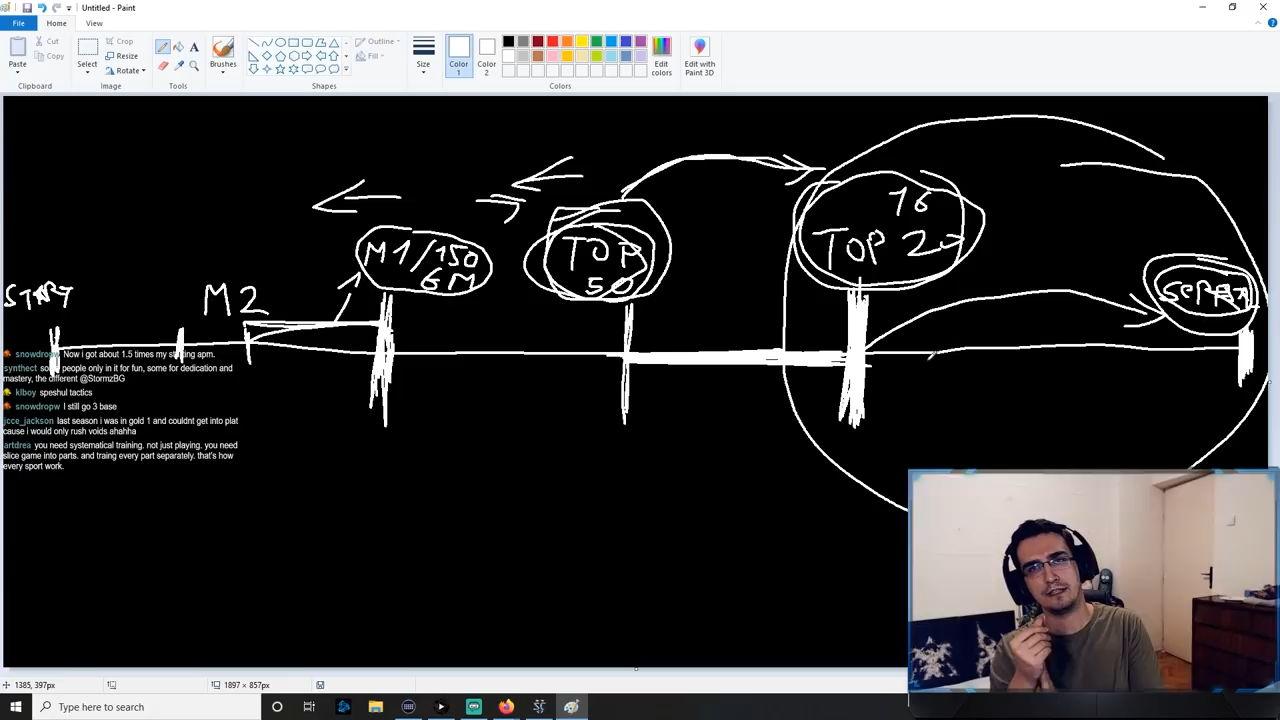 Untitled - Paint
File
Home
View
Paste
Cut
Copy
Clipboard
Select
Crop
Resize
Rotate
Image
A
Tools
Brushes
Shapes
Outline
Fill
Size
Color 1
Color 2
Colors
Edit colors
Edit with Paint 3D
START
M2
M1/150
6M
TOP
50
16
TOP 20
snowdropw Now i got about 1.5 times my starting apm.
synthect some people only in it for fun, some for dedication and
mastery, the different @StormzBG
klboy speshul tactics
snowdropw I still go 3 base
jcce_jackson last season i was in gold 1 and couldnt get into plat
cause i would only rush voids ahahha
artdrea you need systematical training. not just playing. you need
slice game into parts. and traing every part separately. that's how
every sport work.
1385, 397px
1897 × 857px
Type here to search